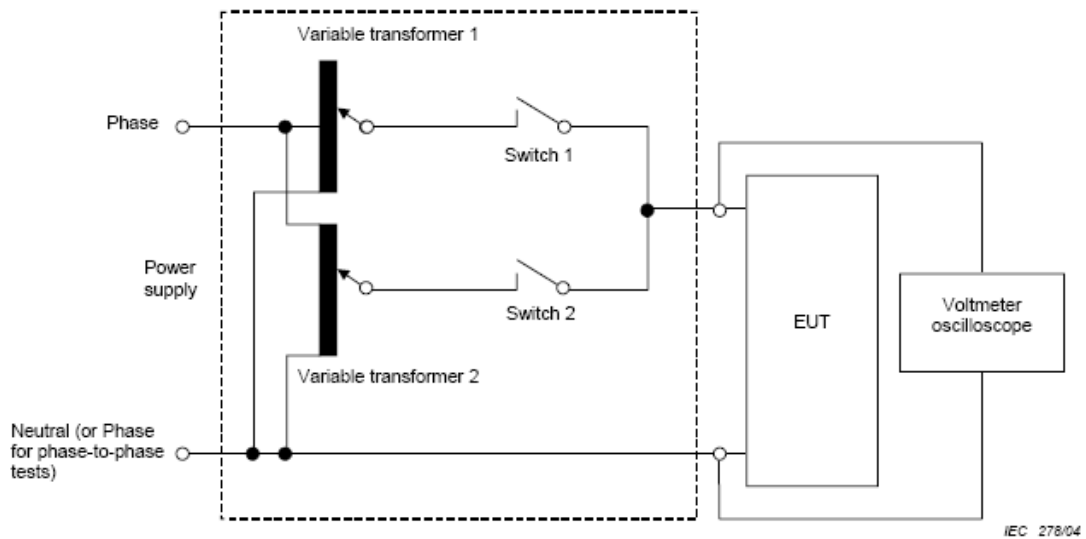 Variable transformer 1
Phase
Switch 1
Power
supply
Switch 2
EUT
Voltmeter
oscilloscope
Variable transformer 2
Neutral (or Phase
for phase-to-phase
tests)
IEC 278/04